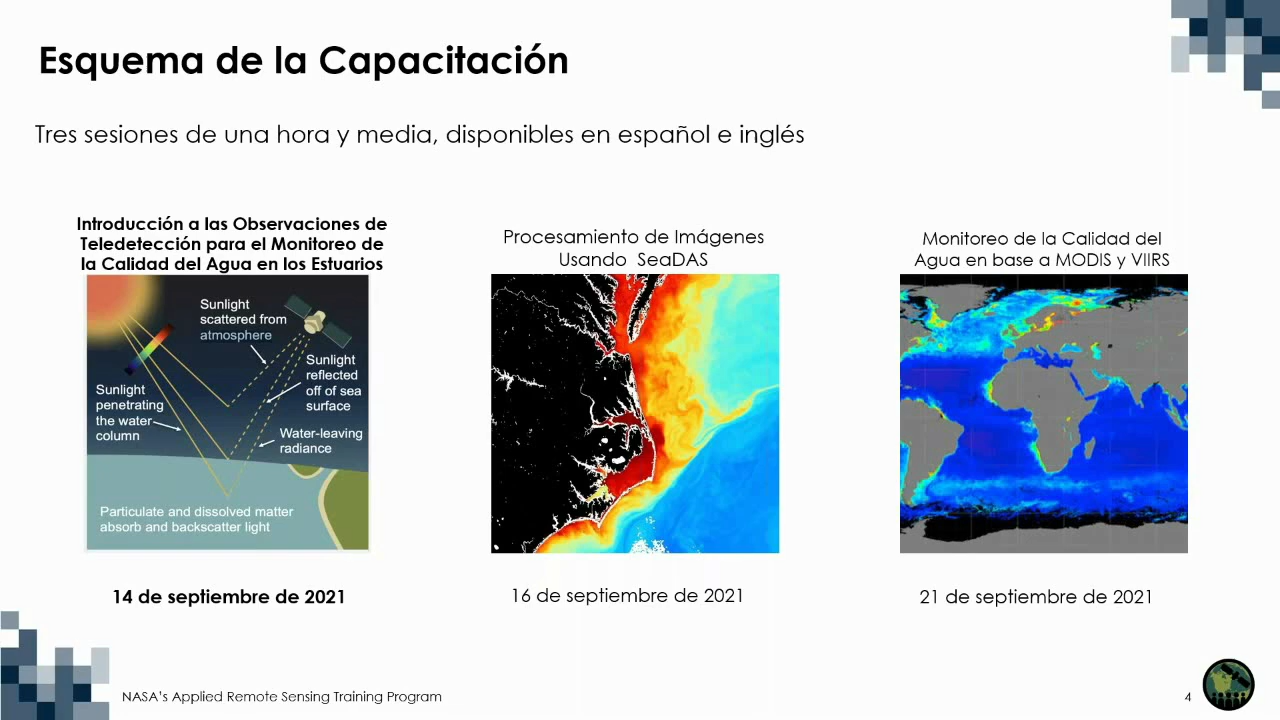 Esquema de la Capacitación
Tres sesiones de una hora y media, disponibles en español e inglés
Introducción a las Observaciones de
Teledetección para el Monitoreo de
la Calidad del Agua en los Estuarios
Sunlight
scattered from
atmosphere
Sunlight
reflected
off of sea
surface
Sunlight
penetrating
the water
column
Water-leaving
radiance
Particulate and dissolved matter
absorb and backscatter light
14 de septiembre de 2021
Procesamiento de Imágenes
Usando SeaDAS
16 de septiembre de 2021
Monitoreo de la Calidad del
Agua en base a MODIS y VIIRS
21 de septiembre de 2021
NASA's Applied Remote Sensing Training Program
4